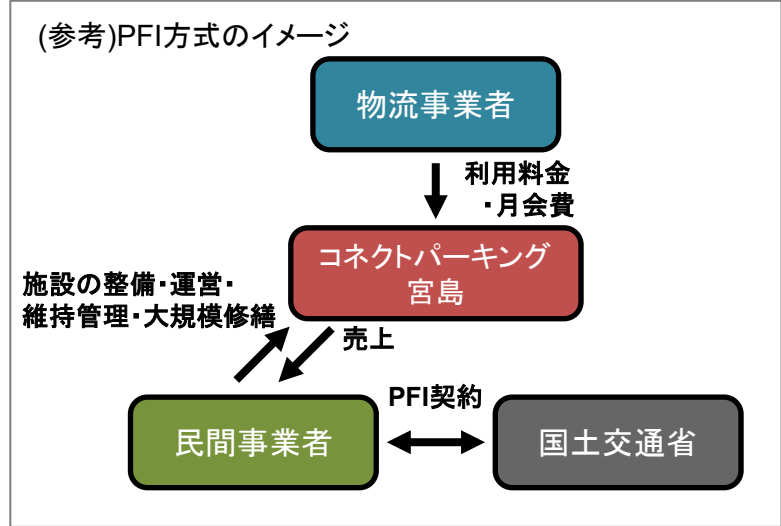 (参考)PFI方式のイメージ
物流事業者
利用料金
・月会費
コネクトパーキング
宮島
施設の整備・運営・
維持管理・大規模修繕
売上
PFI契約
民間事業者
国土交通省